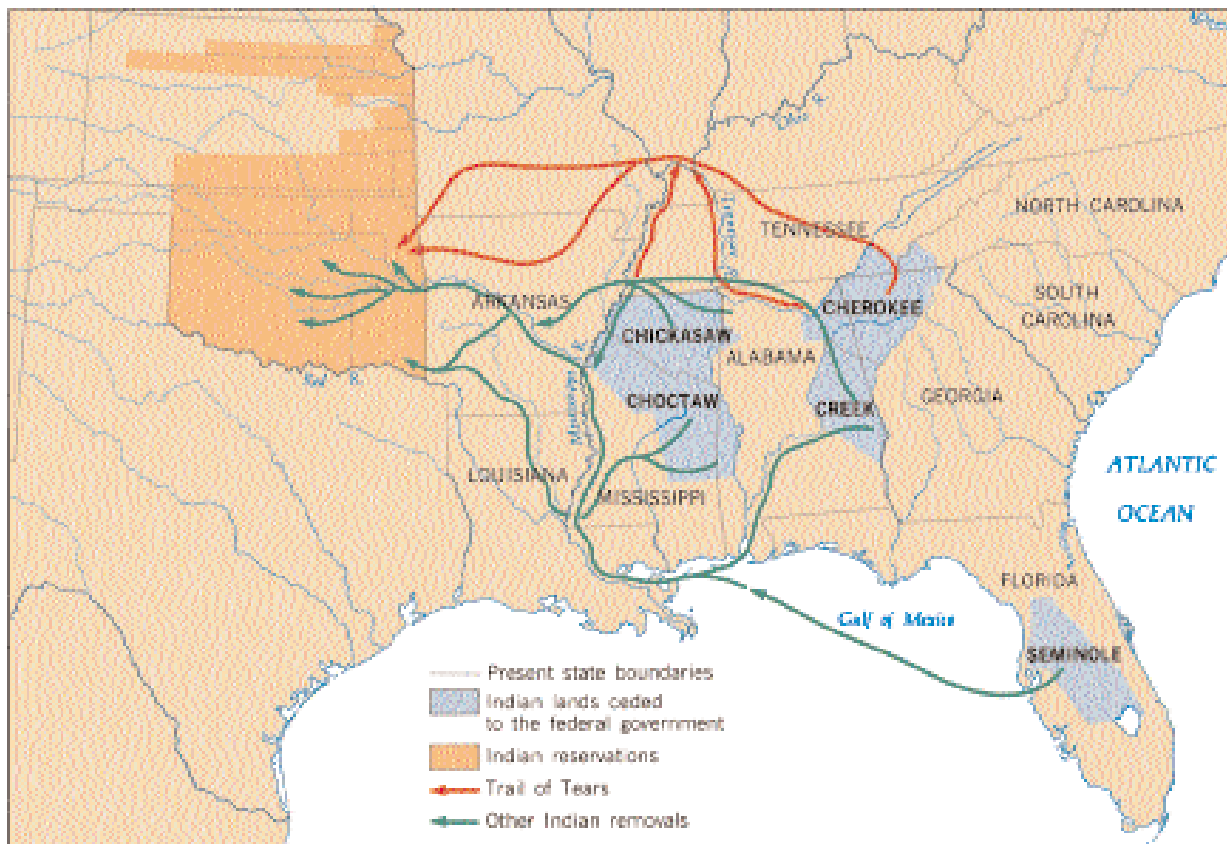 Ohio R.
NORTH CAROLINA
TENNESSEE
SOUTH
CAROLINA
ARKANSAS
CHEROKEE
CHICKASAW
ALABAMA
GEORGIA
CHOCTAW
CREEK
Mississippi R.
LOUISIANA
MISSISSIPPI
ATLANTIC
OCEAN
FLORIDA
Gulf of Mexico
SEMINOLE
Present state boundaries
Indian lands ceded
to the federal government
Indian reservations
Trail of Tears
Other Indian removals